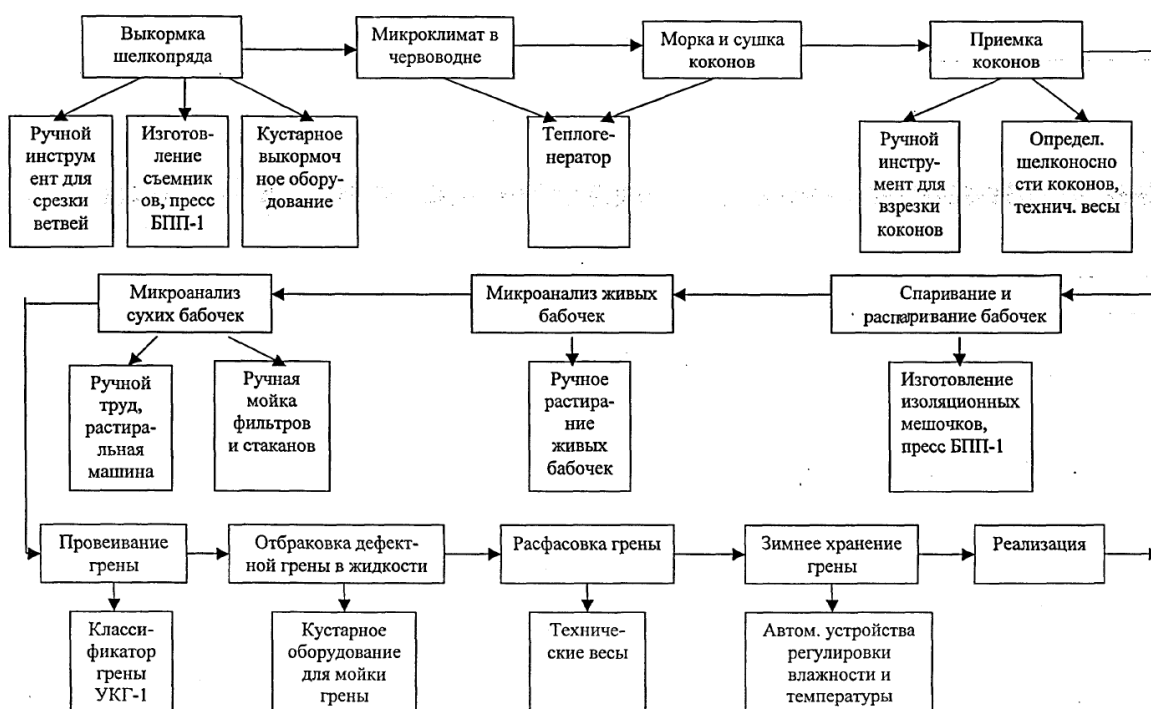 Выкормка
шелкопряда
Микроклимат в
червоводне
Морка и сушка
коконов
Приемка
коконов
Ручной
инструм
ент для
срезки
ветвей
Изготов-
ление
съемник
ов, пресс
БПП-1
Кустарное
выкормоч
ное обору-
дование
Теплоге-
нератор
Ручной
инстру-
мент для
взрезки
коконов
Определ.
шелконосно
сти коконов,
технич. весы
Микроанализ
сухих бабочек
Микроанализ живых
бабочек
Спаривание и
распаривание бабочек
Ручной
труд,
растира-
льная
машина
Ручная
мойка
фильтров
и стаканов
Ручное
растира-
ние
живых
бабочек
Изготовление
изоляционных
мешочков,
пресс БПП-1
Провеивание
грены
Отбраковка дефект-
ной грены в жидкости
Расфасовка грены
Зимнее хранение
грены
Реализация
Класси-
фикатор
грены
УКГ-1
Кустарное
оборудование
для мойки
грены
Техниче-
ские весы
Автом. устройства
регулировки
влажности и
температуры